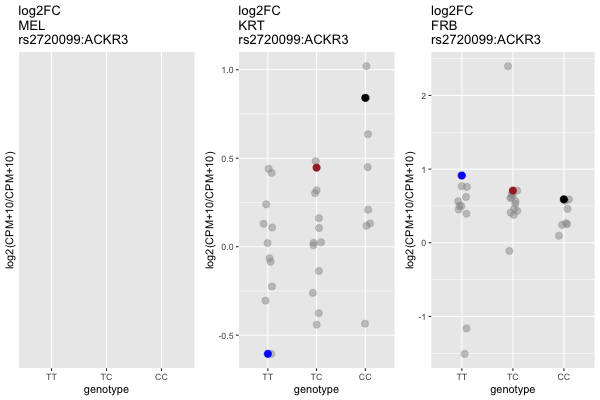 log2FC
MEL
rs2720099:ACKR3
log2(CPM+10/CPM+10)
TT TC CC
genotype
log2FC
KRT
rs2720099:ACKR3
log2(CPM+10/CPM+10)
1.0
0.5
0.0
-0.5
TT TC CC
genotype
log2FC
FRB
rs2720099:ACKR3
log2(CPM+10/CPM+10)
2
1
0
-1
TT TC CC
genotype